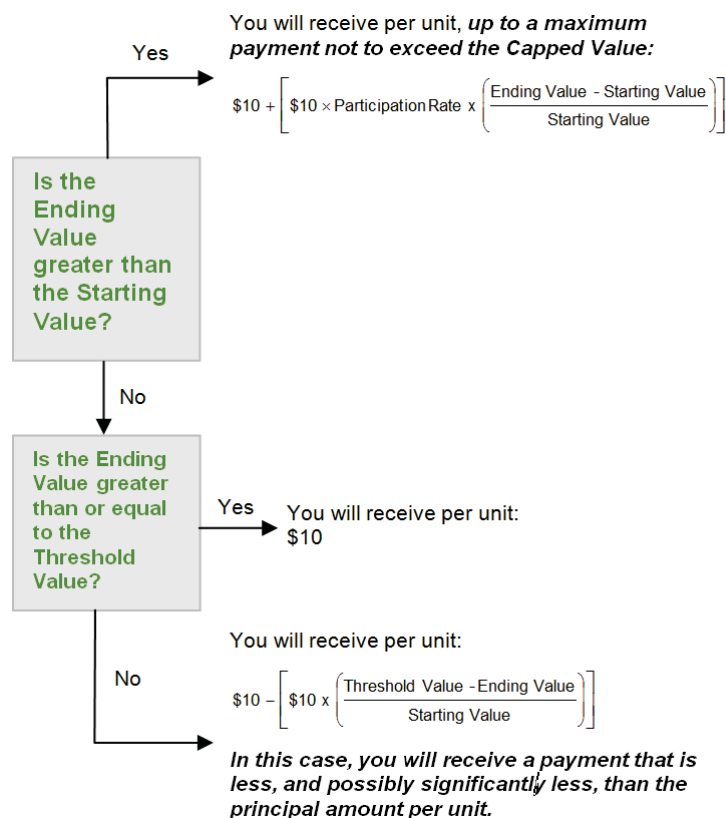 You will receive per unit, up to a maximum
payment not to exceed the Capped Value:
Yes
$10 + [ $10 × Participation Rate x ( Ending Value - Starting Value / Starting Value ) ]
Is the
Ending
Value
greater than
the Starting
Value?
No
Is the Ending
Value greater
than or equal
to the
Threshold
Value?
Yes
You will receive per unit:
$10
No
You will receive per unit:
$10 – [ $10 x ( Threshold Value - Ending Value / Starting Value ) ]
In this case, you will receive a payment that is
less, and possibly significantly less, than the
principal amount per unit.